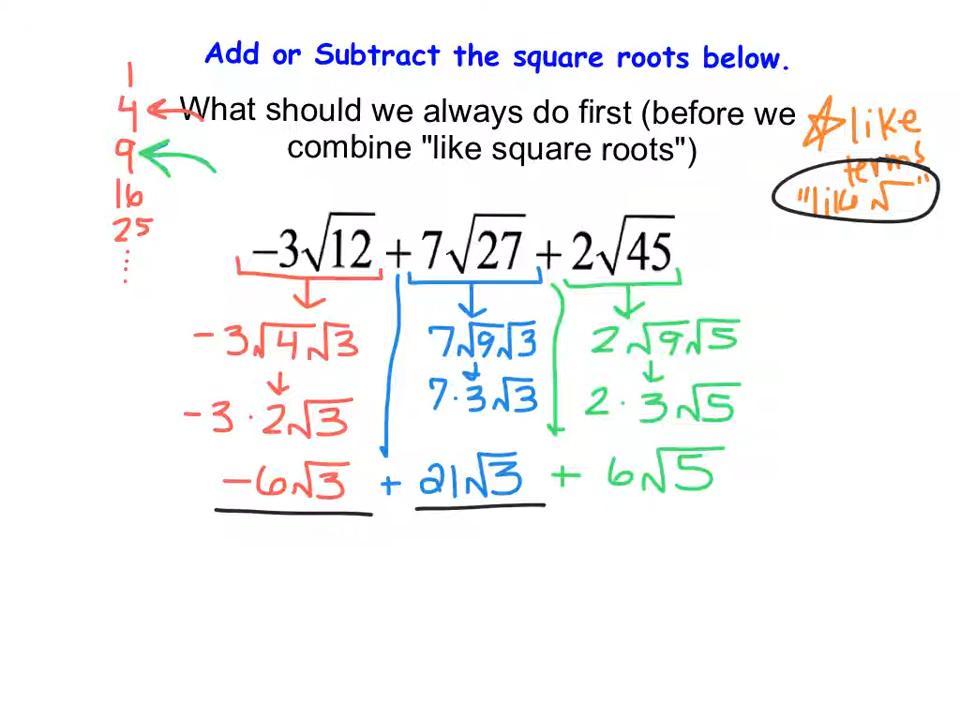 Add or Subtract the square roots below.
1
4
9
16
25
⋮
What should we always do first (before we
combine "like square roots")
☆ like
terms
"like √ "
−3√12 + 7√27 + 2√45
-3√4√3 7√9√3 2√9√5
-3·2√3 7·3√3 2·3√5
-6√3 + 21√3 + 6√5